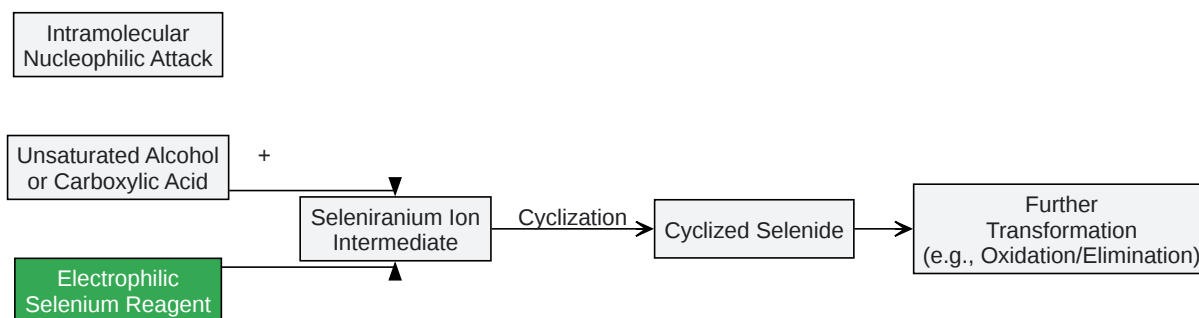 Intramolecular
Nucleophilic Attack
Unsaturated Alcohol
or Carboxylic Acid
+
Seleniranium Ion
Intermediate
Cyclization
Cyclized Selenide
Further
Transformation
(e.g., Oxidation/Elimination)
Electrophilic
Selenium Reagent